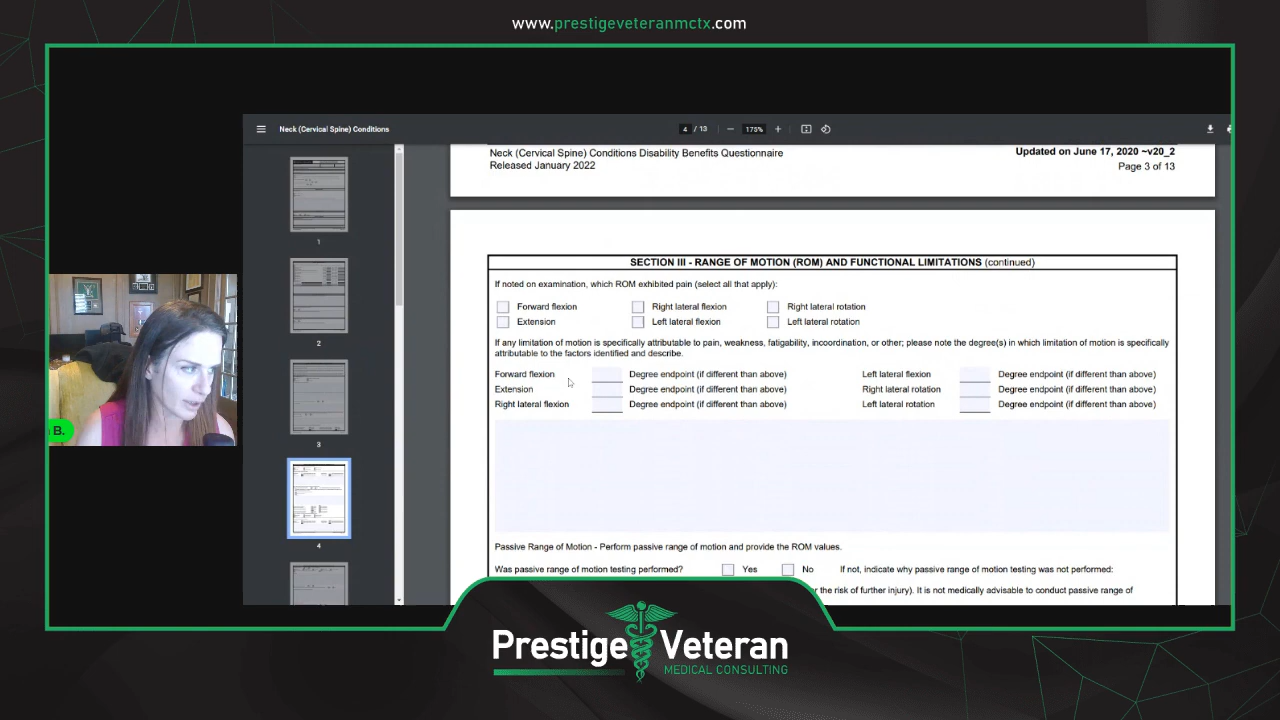 www.prestigeveteranmctx.com
Neck (Cervical Spine) Conditions
4 / 13
175%
Neck (Cervical Spine) Conditions Disability Benefits Questionnaire
Released January 2022
Updated on June 17, 2020 ~v20_2
Page 3 of 13
1
2
3
4
SECTION III - RANGE OF MOTION (ROM) AND FUNCTIONAL LIMITATIONS (continued)
If noted on examination, which ROM exhibited pain (select all that apply):
Forward flexion Right lateral flexion Right lateral rotation
Extension Left lateral flexion Left lateral rotation
If any limitation of motion is specifically attributable to pain, weakness, fatigability, incoordination, or other; please note the degree(s) in which limitation of motion is specifically
attributable to the factors identified and describe.
Forward flexion Degree endpoint (if different than above) Left lateral flexion Degree endpoint (if different than above)
Extension Degree endpoint (if different than above) Right lateral rotation Degree endpoint (if different than above)
Right lateral flexion Degree endpoint (if different than above) Left lateral rotation Degree endpoint (if different than above)
Passive Range of Motion - Perform passive range of motion and provide the ROM values.
Was passive range of motion testing performed? Yes No If not, indicate why passive range of motion testing was not performed:
the risk of further injury). It is not medically advisable to conduct passive range of
B.
Prestige Veteran
MEDICAL CONSULTING